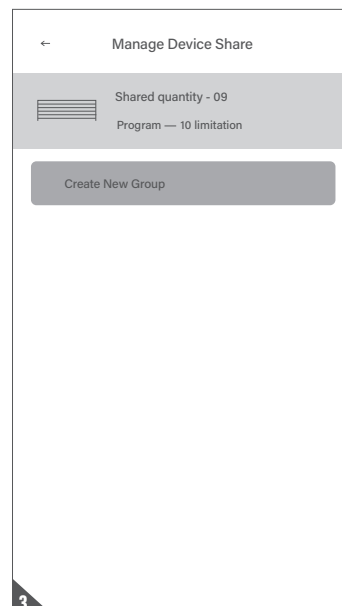 ← Manage Device Share
Shared quantity - 09
Program — 10 limitation
Create New Group
3